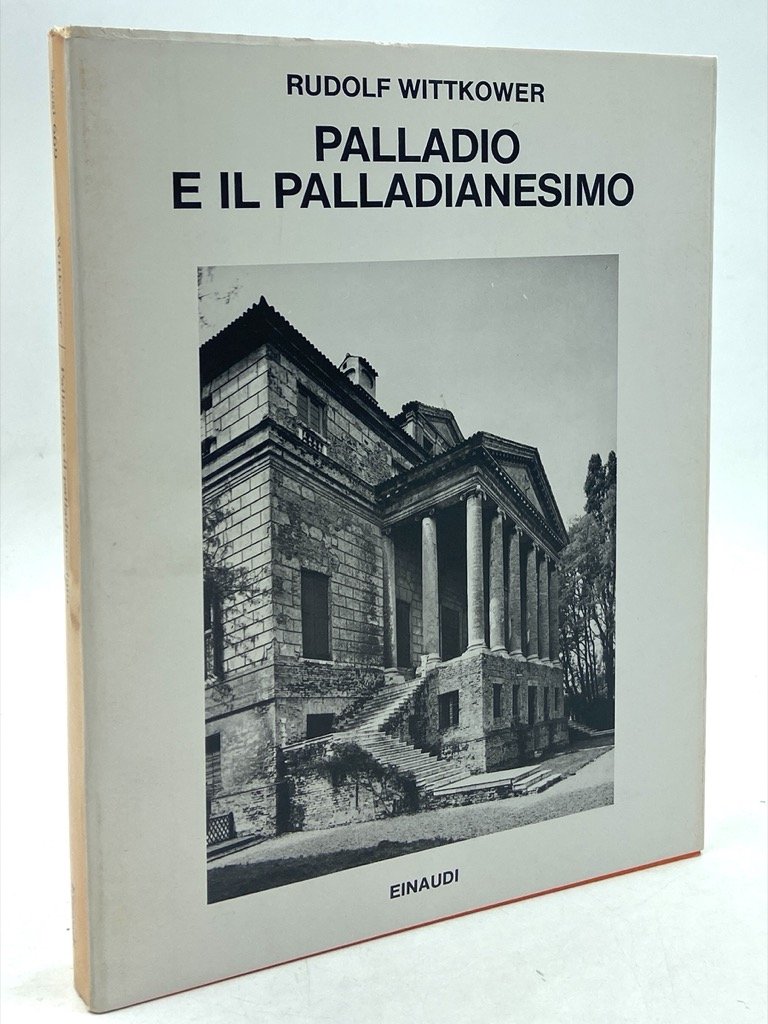 RUDOLF WITTKOWER
PALLADIO
E IL PALLADIANESIMO
EINAUDI